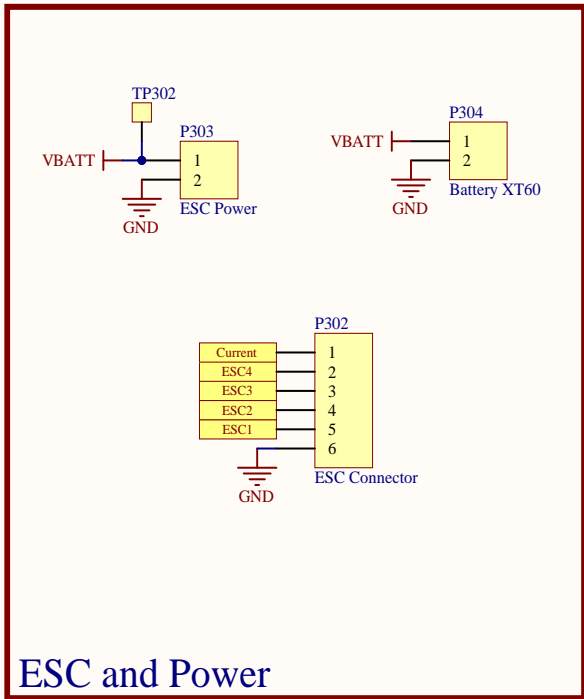 TP302
P303
VBATT
1
2
GND
ESC Power
P304
VBATT
1
2
GND
Battery XT60
P302
Current 1
ESC4 2
ESC3 3
ESC2 4
ESC1 5
6
GND
ESC Connector
ESC and Power